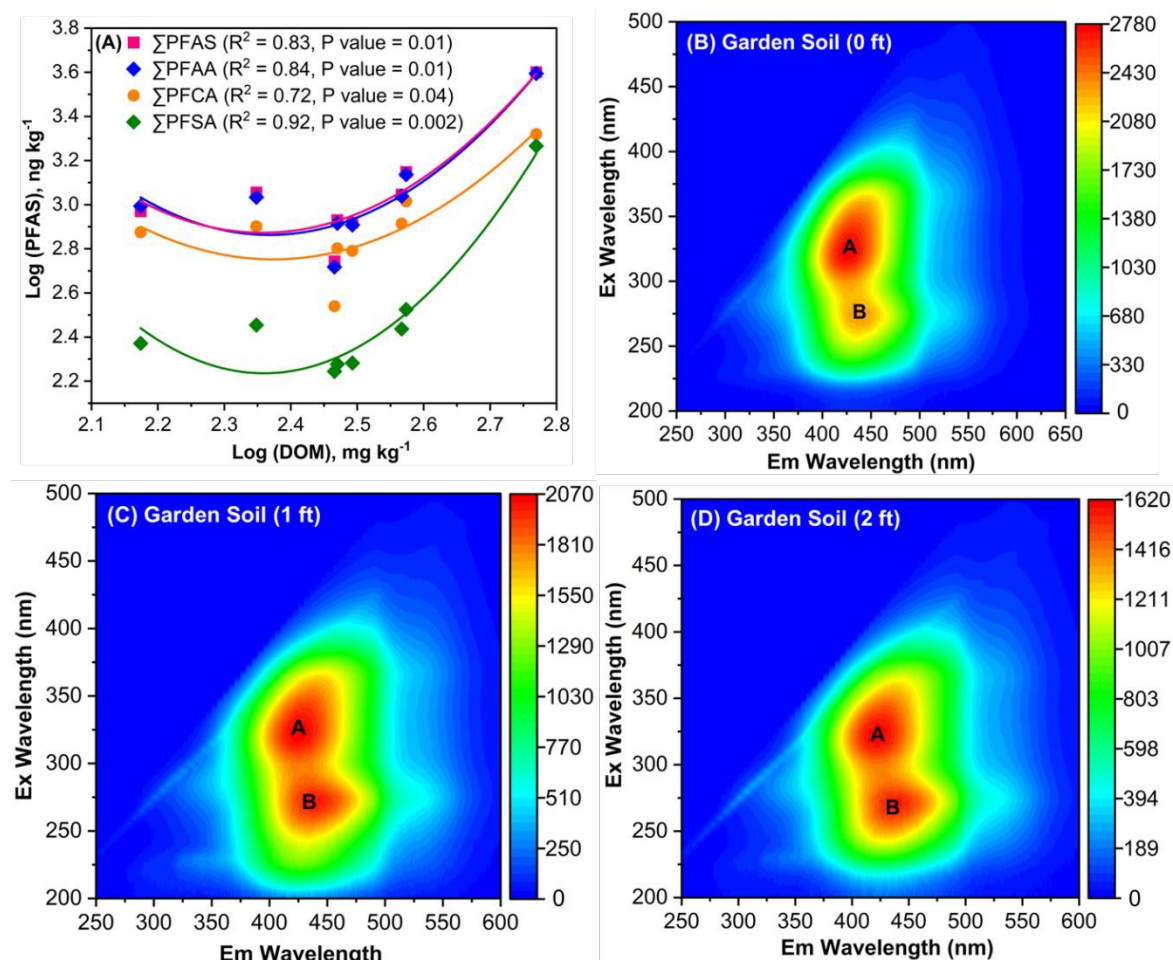 (A)
∑PFAS (R² = 0.83, P value = 0.01)
∑PFAA (R² = 0.84, P value = 0.01)
∑PFCA (R² = 0.72, P value = 0.04)
∑PFSA (R² = 0.92, P value = 0.002)
Log (PFAS), ng kg⁻¹
3.8
3.6
3.4
3.2
3.0
2.8
2.6
2.4
2.2
2.1 2.2 2.3 2.4 2.5 2.6 2.7 2.8
Log (DOM), mg kg⁻¹
(B) Garden Soil (0 ft)
Ex Wavelength (nm)
500
450
400
350
300
250
200
A
B
250 300 350 400 450 500 550 600 650
Em Wavelength (nm)
2780
2430
2080
1730
1380
1030
680
330
0
(C) Garden Soil (1 ft)
Ex Wavelength (nm)
500
450
400
350
300
250
200
A
B
250 300 350 400 450 500 550 600
Em Wavelength
2070
1810
1550
1290
1030
770
510
250
0
(D) Garden Soil (2 ft)
Ex Wavelength (nm)
500
450
400
350
300
250
200
A
B
250 300 350 400 450 500 550 600
Em Wavelength (nm)
1620
1416
1211
1007
803
598
394
189
0